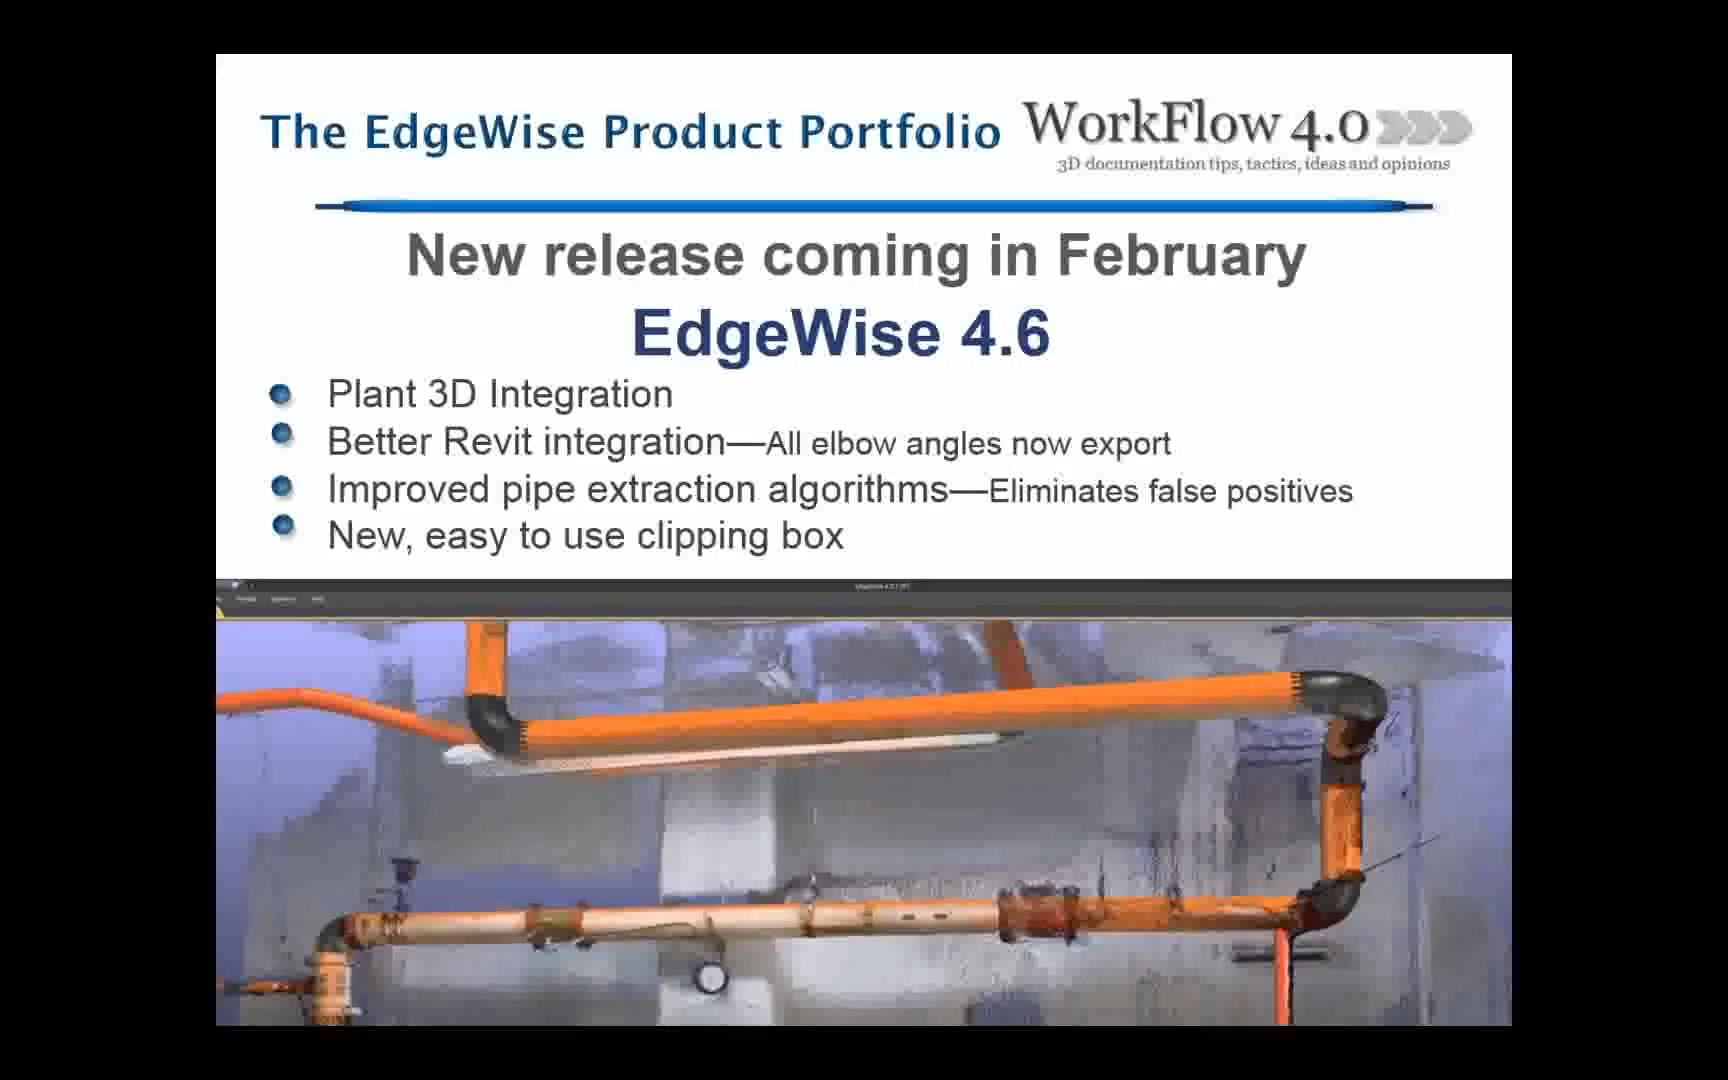 The EdgeWise Product Portfolio
WorkFlow 4.0
3D documentation tips, tactics, ideas and opinions
New release coming in February
EdgeWise 4.6
Plant 3D Integration
Better Revit integration—All elbow angles now export
Improved pipe extraction algorithms—Eliminates false positives
New, easy to use clipping box